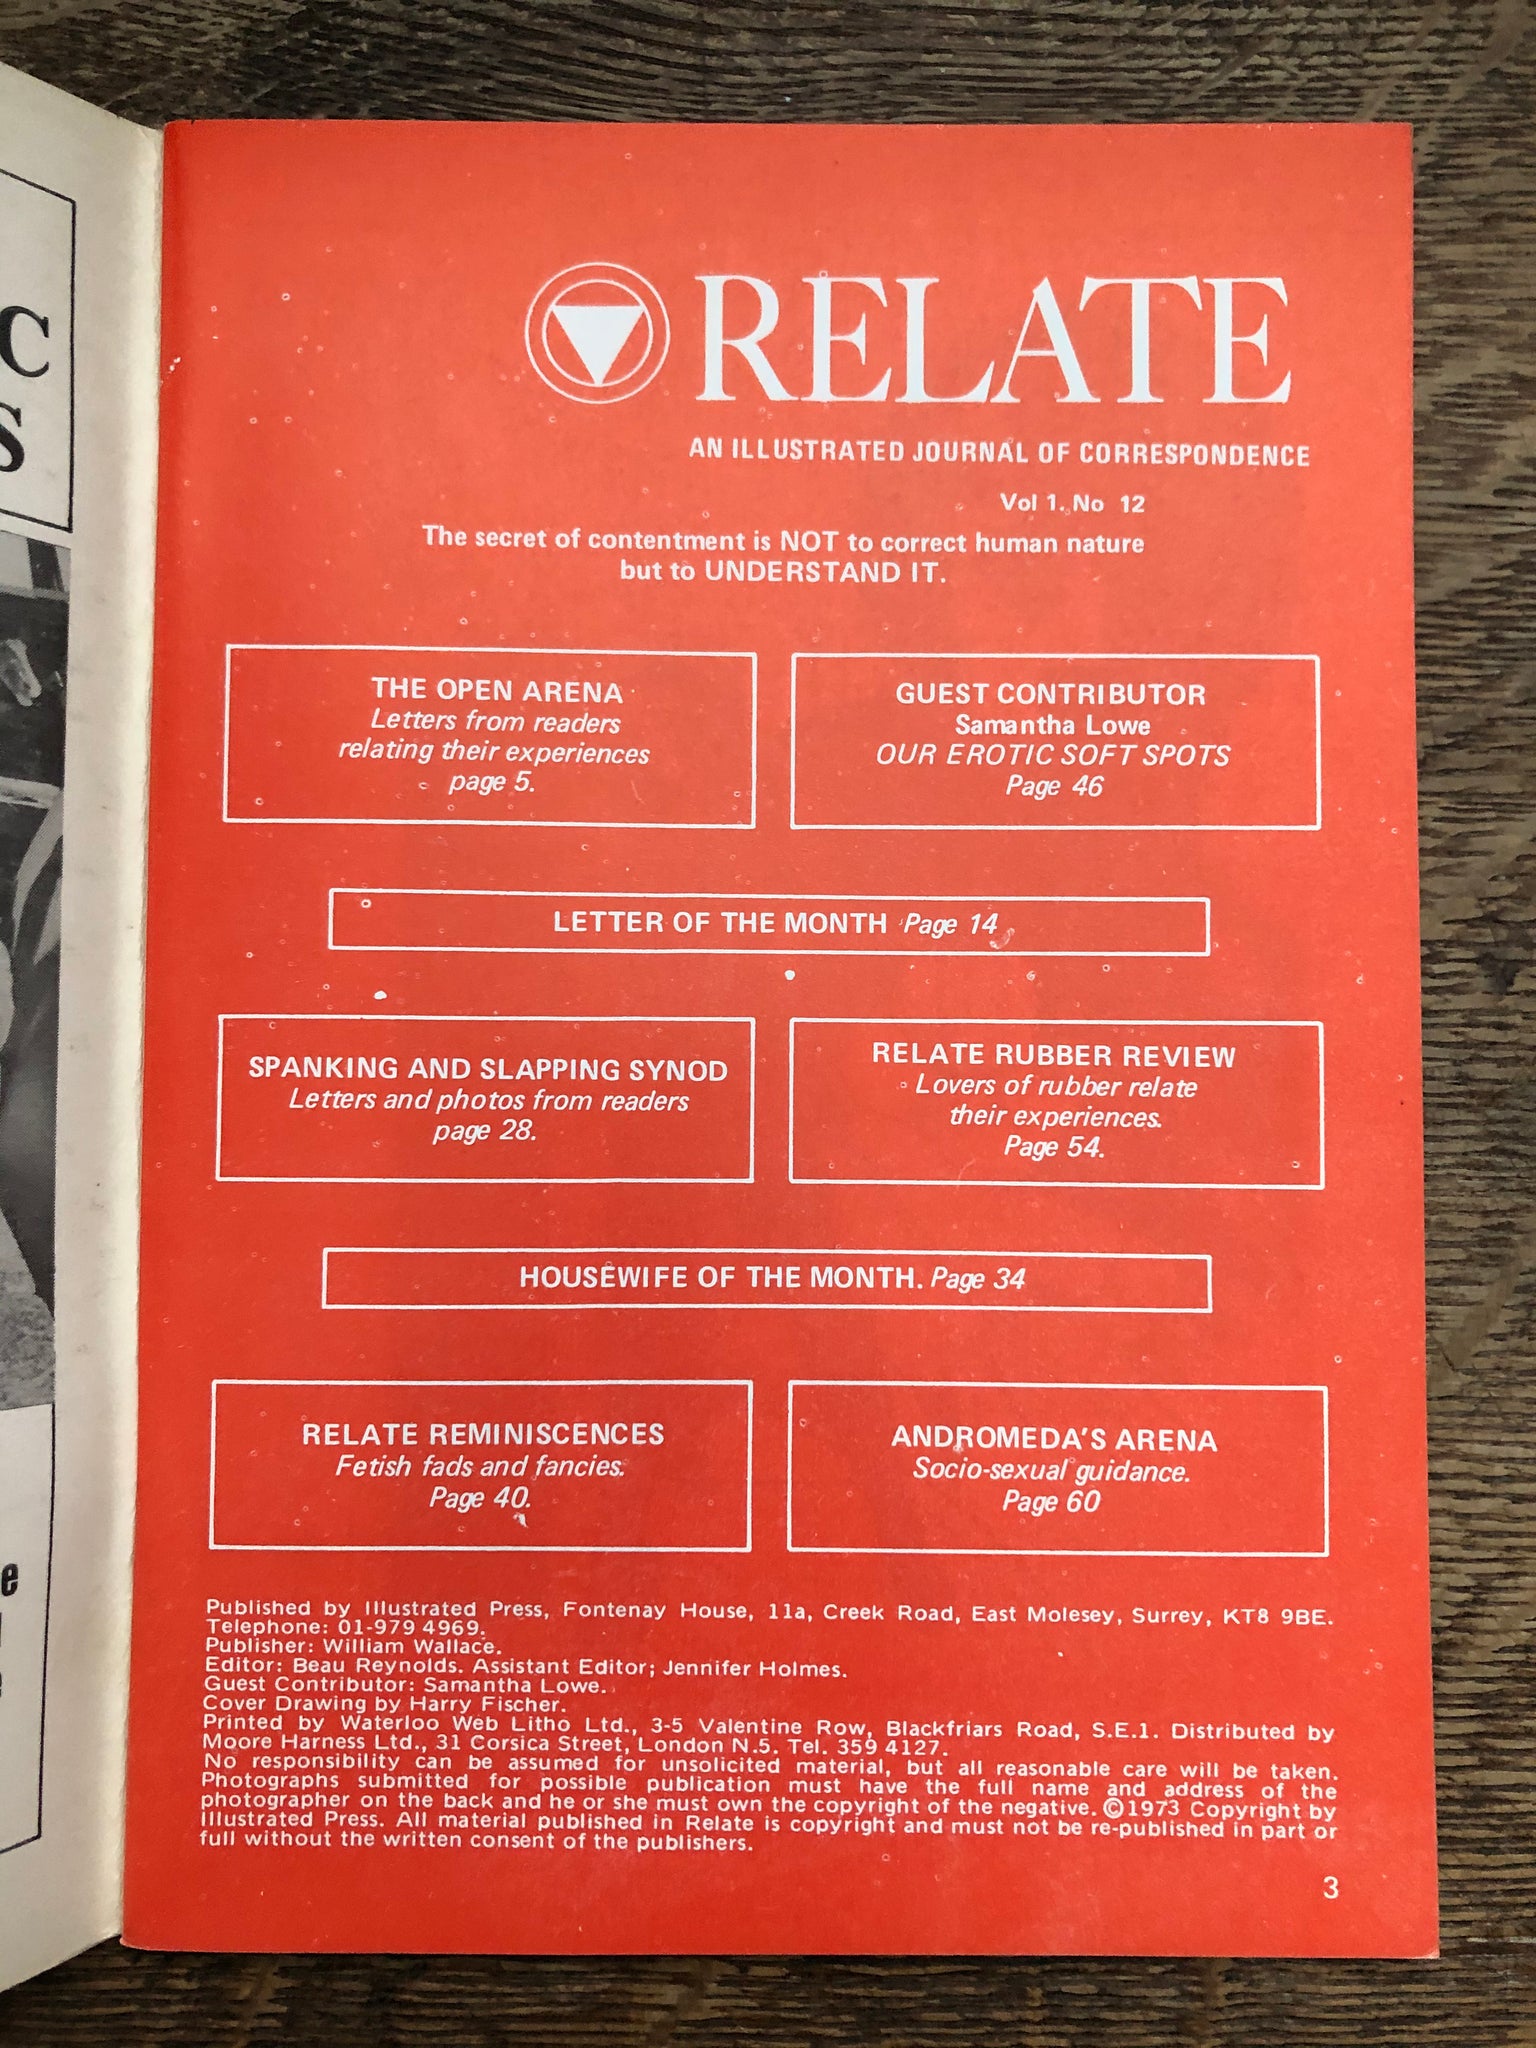 C
S
e
RELATE
AN ILLUSTRATED JOURNAL OF CORRESPONDENCE
Vol 1. No 12
The secret of contentment is NOT to correct human nature
but to UNDERSTAND IT.
THE OPEN ARENA
Letters from readers
relating their experiences
page 5.
GUEST CONTRIBUTOR
Samantha Lowe
OUR EROTIC SOFT SPOTS
Page 46
LETTER OF THE MONTH Page 14
SPANKING AND SLAPPING SYNOD
Letters and photos from readers
page 28.
RELATE RUBBER REVIEW
Lovers of rubber relate
their experiences.
Page 54.
HOUSEWIFE OF THE MONTH. Page 34
RELATE REMINISCENCES
Fetish fads and fancies.
Page 40.
ANDROMEDA'S ARENA
Socio-sexual guidance.
Page 60
Published by Illustrated Press, Fontenay House, 11a, Creek Road, East Molesey, Surrey, KT8 9BE.
Telephone: 01-979 4969.
Publisher: William Wallace.
Editor: Beau Reynolds. Assistant Editor; Jennifer Holmes.
Guest Contributor: Samantha Lowe.
Cover Drawing by Harry Fischer.
Printed by Waterloo Web Litho Ltd., 3-5 Valentine Row, Blackfriars Road, S.E.1. Distributed by
Moore Harness Ltd., 31 Corsica Street, London N.5. Tel. 359 4127.
No responsibility can be assumed for unsolicited material, but all reasonable care will be taken.
Photographs submitted for possible publication must have the full name and address of the
photographer on the back and he or she must own the copyright of the negative. ©1973 Copyright by
Illustrated Press. All material published in Relate is copyright and must not be re-published in part or
full without the written consent of the publishers.
3